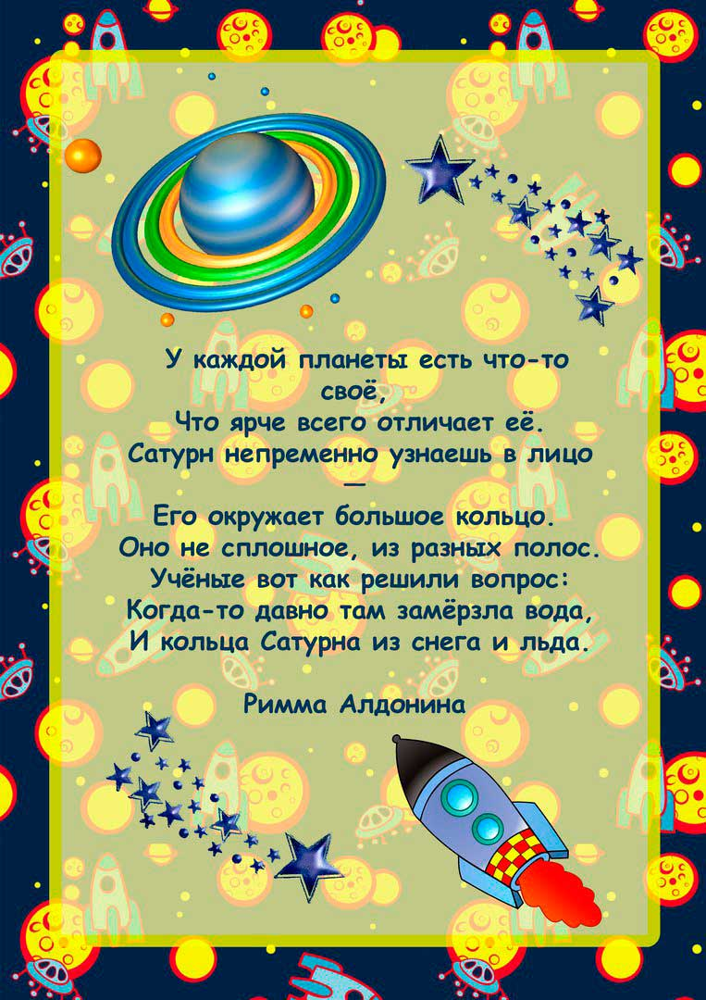 У каждой планеты есть что-то
своё,
Что ярче всего отличает её.
Сатурн непременно узнаешь в лицо
—
Его окружает большое кольцо.
Оно не сплошное, из разных полос.
Учёные вот как решили вопрос:
Когда-то давно там замёрзла вода,
И кольца Сатурна из снега и льда.
Римма Алдонина